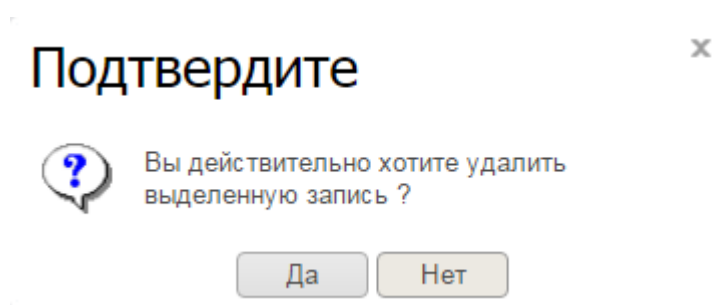 Подтвердите
x
?
Вы действительно хотите удалить
выделенную запись ?
Да
Нет